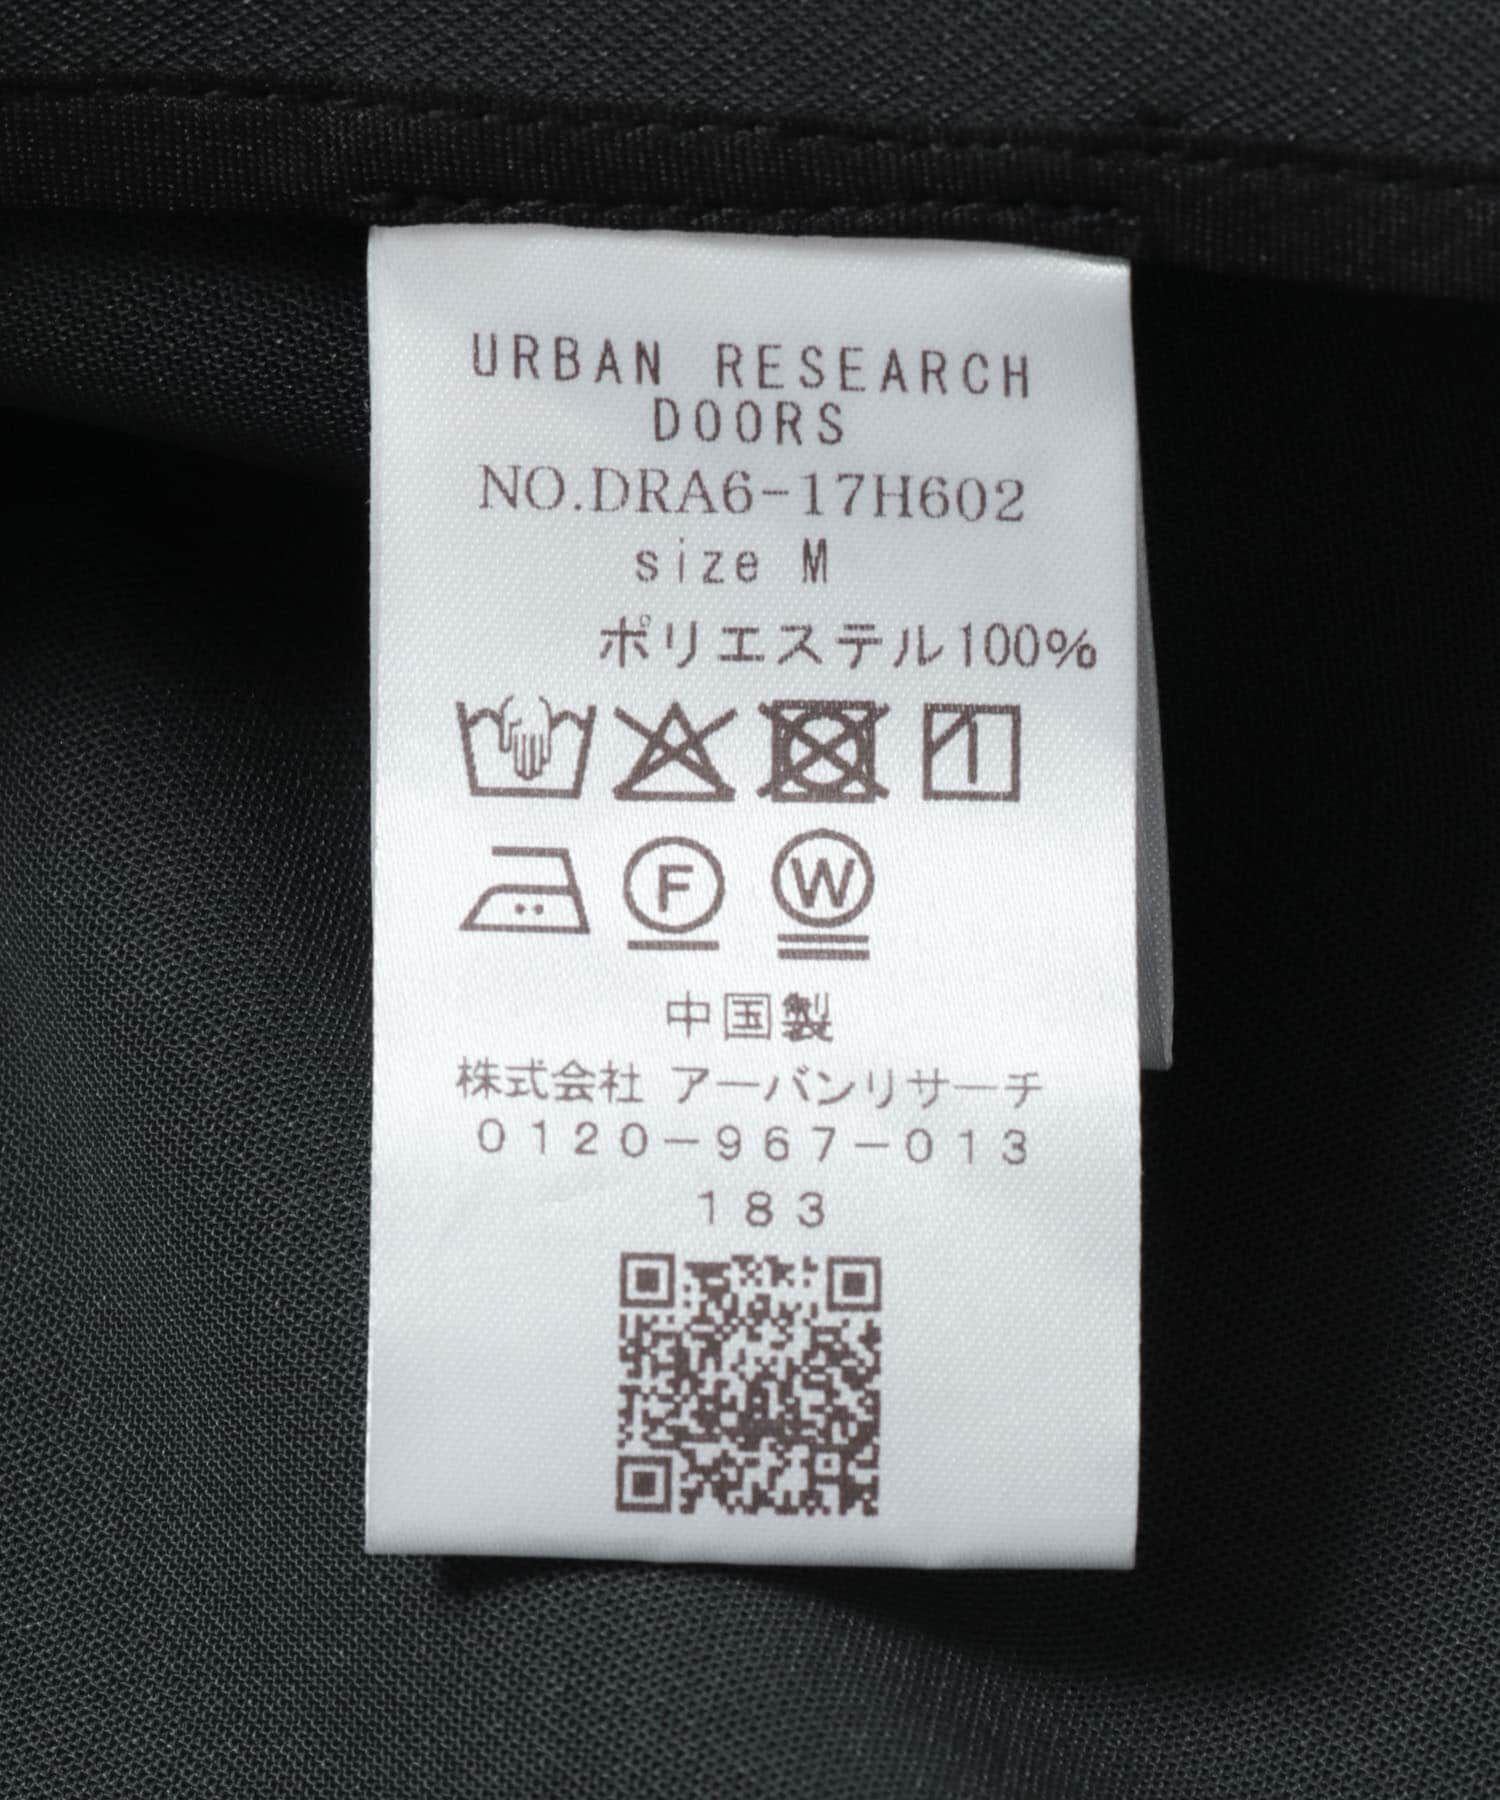 URBAN RESEARCH
DOORS
NO.DRA6-17H602
size M
ポリエステル100%
F W
中国製
株式会社 アーバンリサーチ
0120-967-013
183